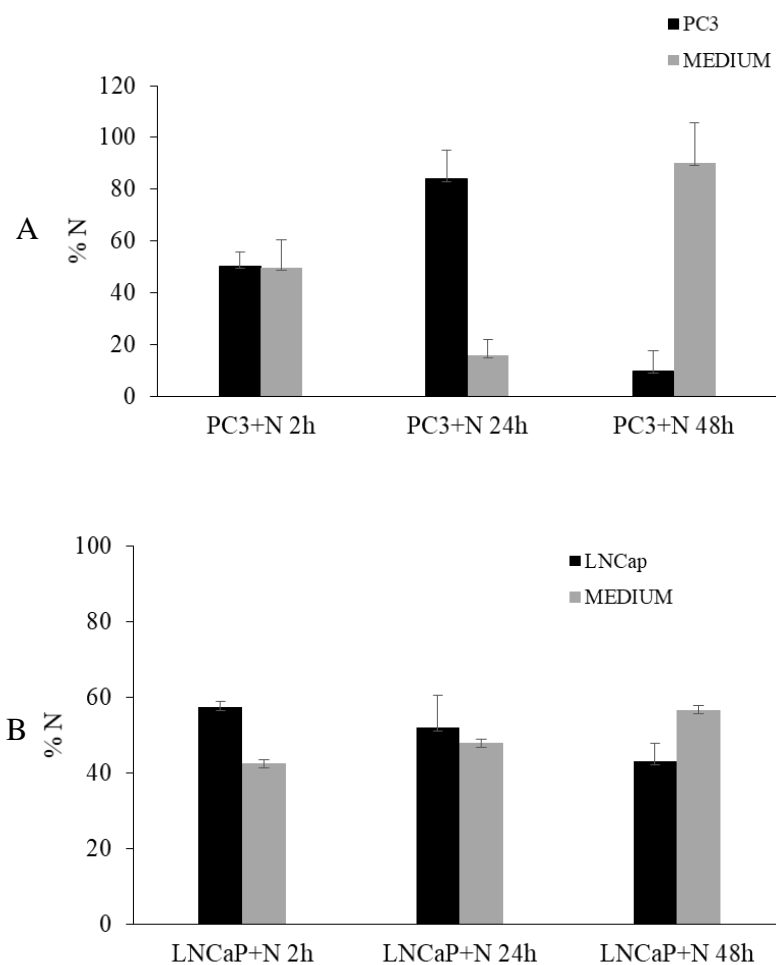 PC3
MEDIUM
120
100
80
60
40
20
0
A
% N
PC3+N 2h PC3+N 24h PC3+N 48h
100
80
60
40
20
0
LNCap
MEDIUM
B
% N
LNCaP+N 2h LNCaP+N 24h LNCaP+N 48h